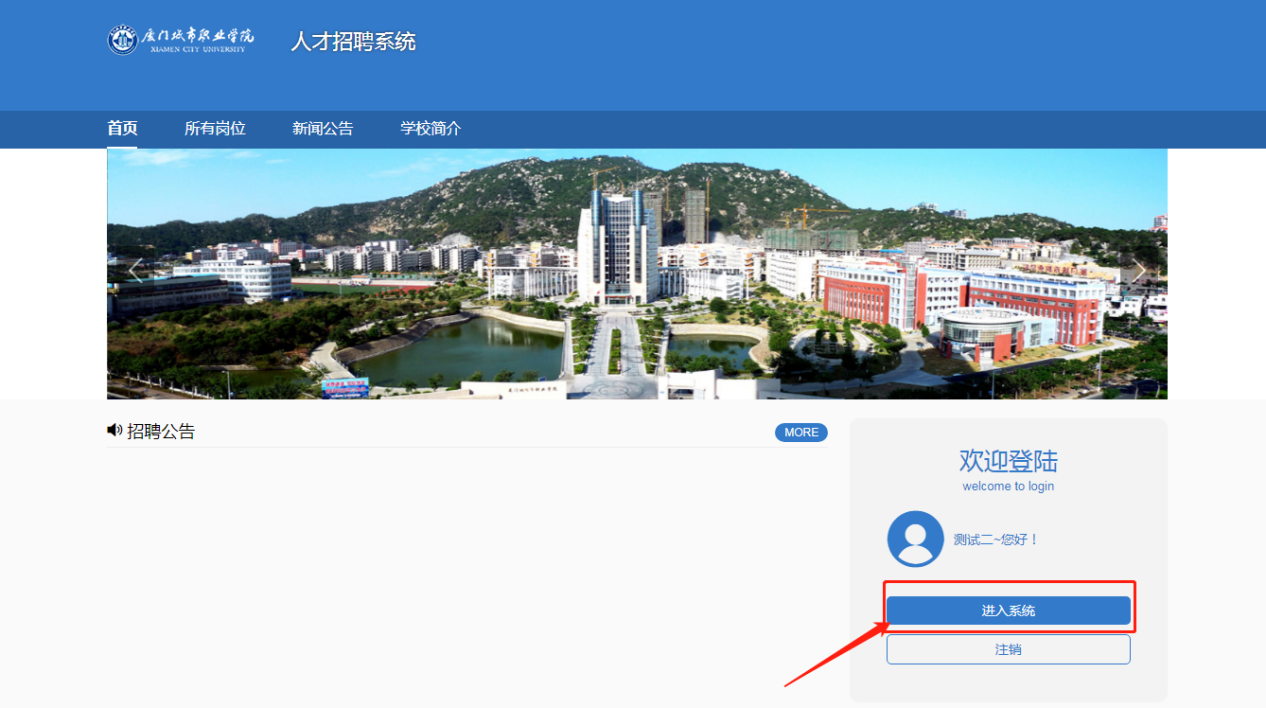 厦门城市职业学院
XIAMEN CITY UNIVERSITY
人才招聘系统
首页 所有岗位 新闻公告 学校简介
招聘公告 MORE
欢迎登陆
welcome to login
测试二~您好！
进入系统
注销